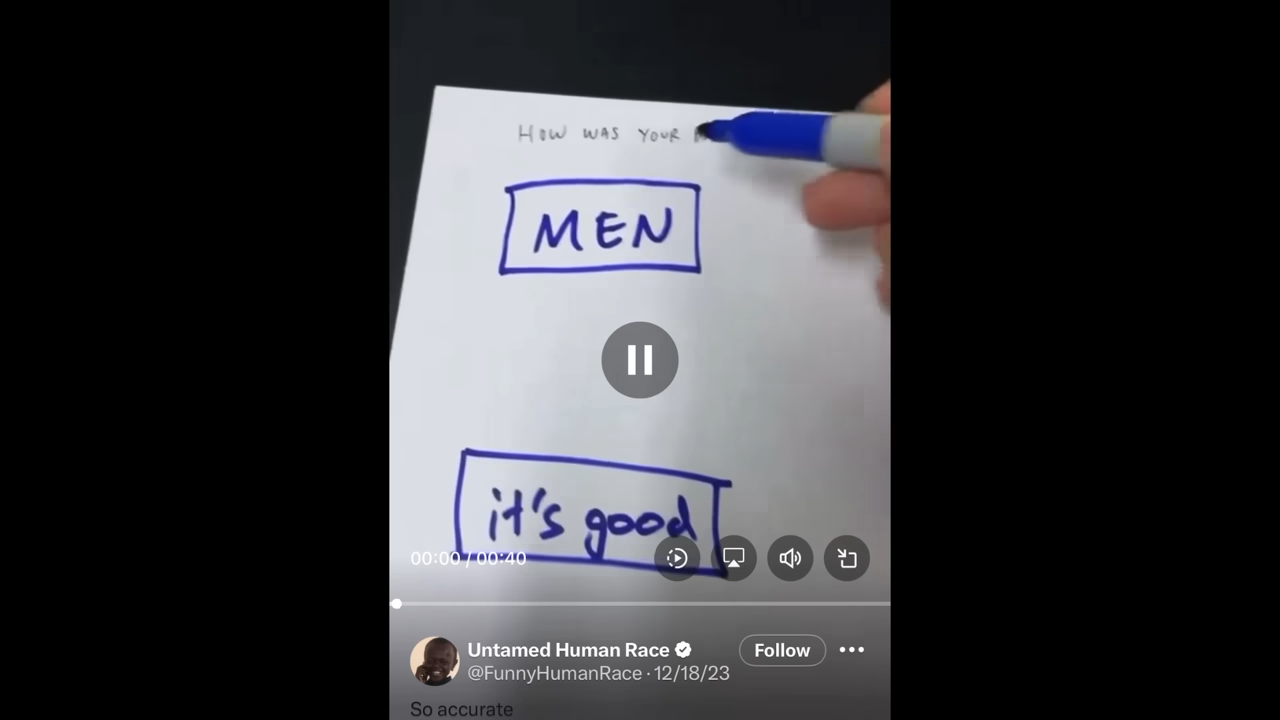 HOW WAS YOUR
MEN
it's good
00:00 / 00:40
Untamed Human Race
Follow
@FunnyHumanRace · 12/18/23
So accurate